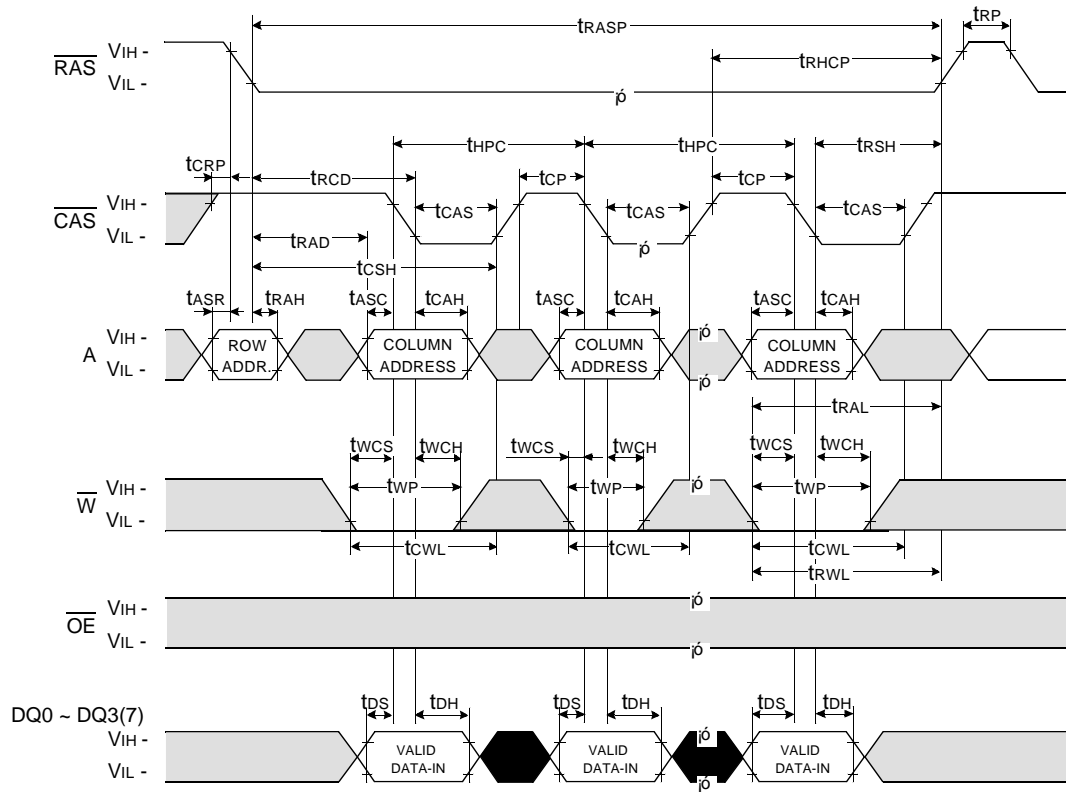 tRASP tRP
VIH -
RAS
tRHCP
VIL -
¡ó
tHPC tHPC tRSH
tCRP
tRCD tCP tCP
VIH -
CAS
tCAS tCAS tCAS
VIL -
¡ó
tRAD
tCSH
tASR tRAH tASC tCAH tASC tCAH tASC tCAH
VIH -
A
VIL -
ROW
ADDR.
COLUMN
ADDRESS
COLUMN
ADDRESS
¡ó
¡ó
COLUMN
ADDRESS
tRAL
tWCS tWCH tWCS tWCH tWCS tWCH
VIH -
W
VIL -
tWP tWP ¡ó tWP
tCWL tCWL tCWL
tRWL
VIH -
OE
VIL -
¡ó
¡ó
tDS tDH tDS tDH tDS tDH
DQ0 ~ DQ3(7)
VIH -
VIL -
VALID
DATA-IN
VALID
DATA-IN
¡ó
¡ó
VALID
DATA-IN